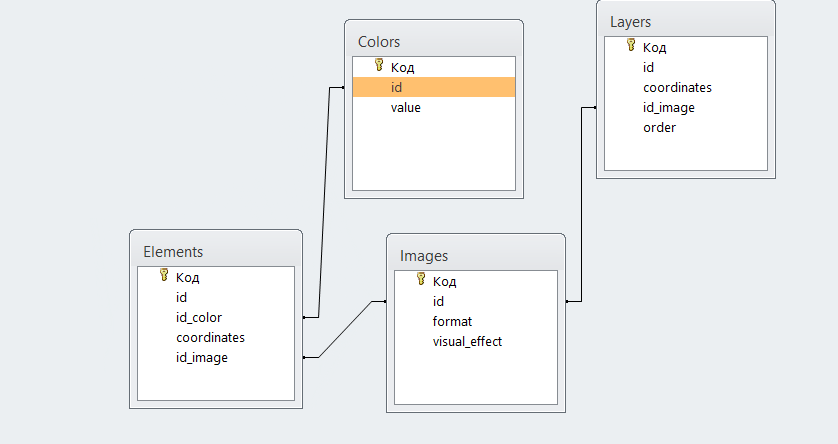 Colors
Код
id
value
Layers
Код
id
coordinates
id_image
order
Elements
Код
id
id_color
coordinates
id_image
Images
Код
id
format
visual_effect